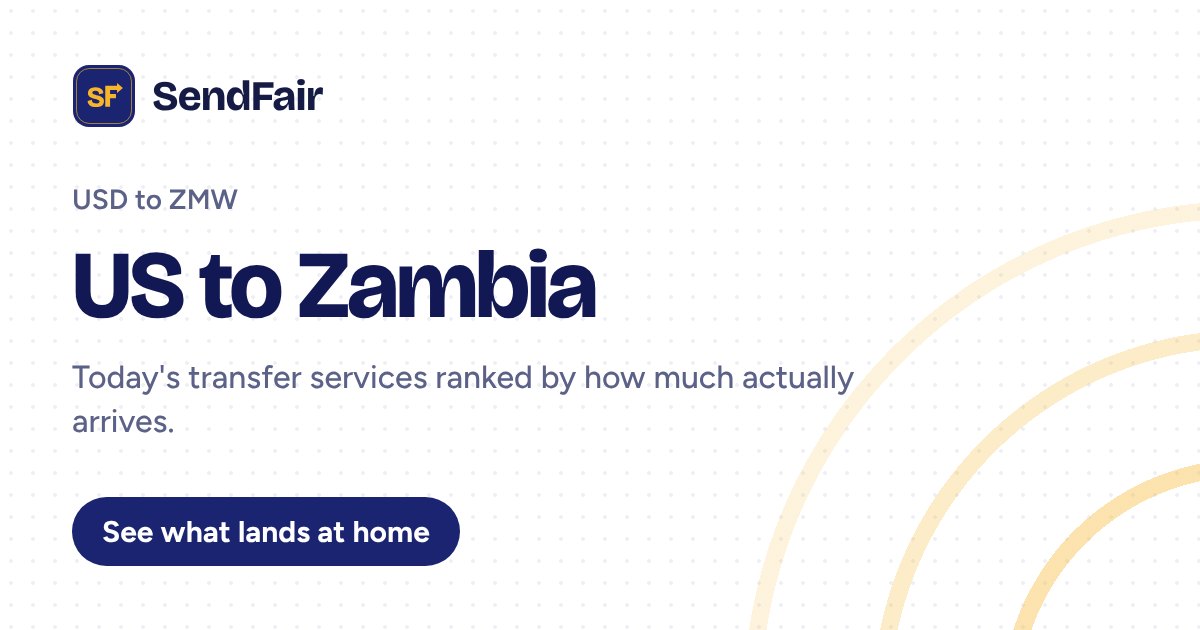 SF
SendFair
USD to ZMW
US to Zambia
Today's transfer services ranked by how much actually
arrives.
See what lands at home